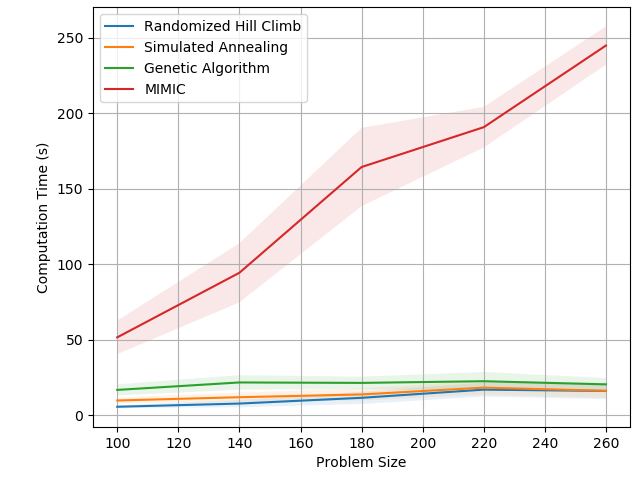 Randomized Hill Climb
Simulated Annealing
Genetic Algorithm
MIMIC
250
200
150
100
50
0
Computation Time (s)
100 120 140 160 180 200 220 240 260
Problem Size